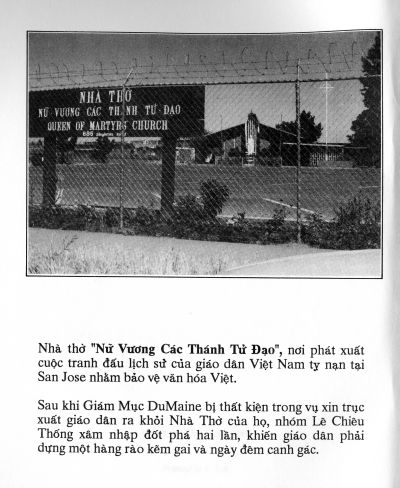 NHÀ THỜ
NỮ VƯƠNG CÁC THÁNH TỬ ĐẠO
QUEEN OF MARTYRS CHURCH
Nhà thờ "Nữ Vương Các Thánh Tử Đạo", nơi phát xuất
cuộc tranh đấu lịch sử của giáo dân Việt Nam tỵ nạn tại
San Jose nhằm bảo vệ văn hóa Việt.
Sau khi Giám Mục DuMaine bị thất kiện trong vụ xin trục
xuất giáo dân ra khỏi Nhà Thờ của họ, nhóm Lê Chiêu
Thống xâm nhập đốt phá hai lần, khiến giáo dân phải
dựng một hàng rào kẽm gai và ngày đêm canh gác.